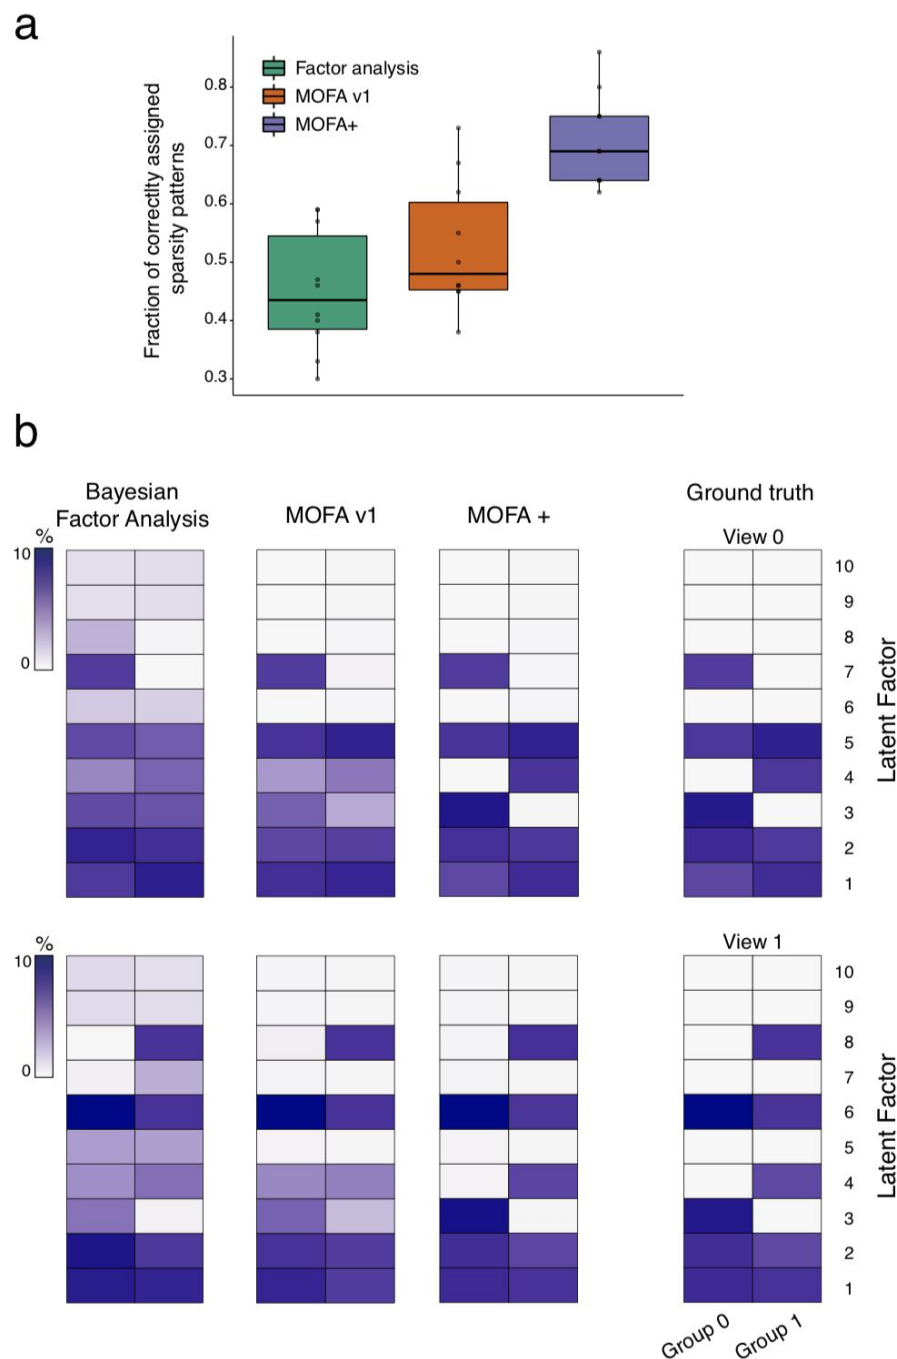 a
Fraction of correctlty assigned
sparsity patterns
0.8
0.7
0.6
0.5
0.4
0.3
Factor analysis
MOFA v1
MOFA+
b
Bayesian
Factor Analysis
MOFA v1
MOFA +
Ground truth
View 0
%
10
0
10
9
8
7
6
5
4
3
2
1
Latent Factor
View 1
%
10
0
10
9
8
7
6
5
4
3
2
1
Latent Factor
Group 0
Group 1